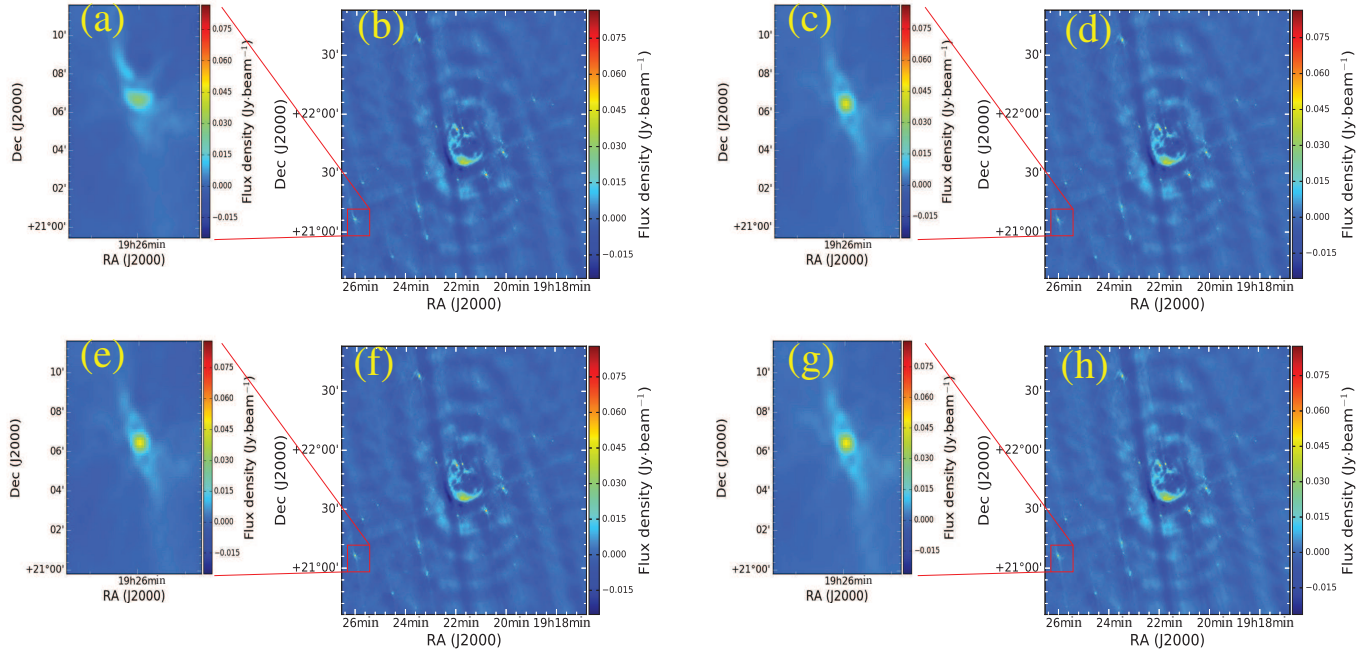 (a)
10'
08'
06'
04'
02'
+21°00'
Dec (J2000)
19h26min
RA (J2000)
0.075
0.060
0.045
0.030
0.015
0.000
−0.015
Flux density (Jy·beam⁻¹)
(b)
30'
+22°00'
30'
+21°00'
Dec (J2000)
26min 24min 22min 20min 19h18min
RA (J2000)
0.075
0.060
0.045
0.030
0.015
0.000
−0.015
Flux density (Jy·beam⁻¹)
(c)
10'
08'
06'
04'
02'
+21°00'
Dec (J2000)
19h26min
RA (J2000)
0.075
0.060
0.045
0.030
0.015
0.000
−0.015
Flux density (Jy·beam⁻¹)
(d)
30'
+22°00'
30'
+21°00'
Dec (J2000)
26min 24min 22min 20min 19h18min
RA (J2000)
0.075
0.060
0.045
0.030
0.015
0.000
−0.015
Flux density (Jy·beam⁻¹)
(e)
10'
08'
06'
04'
02'
+21°00'
Dec (J2000)
19h26min
RA (J2000)
0.075
0.060
0.045
0.030
0.015
0.000
−0.015
Flux density (Jy·beam⁻¹)
(f)
30'
+22°00'
30'
+21°00'
Dec (J2000)
26min 24min 22min 20min 19h18min
RA (J2000)
0.075
0.060
0.045
0.030
0.015
0.000
−0.015
Flux density (Jy·beam⁻¹)
(g)
10'
08'
06'
04'
02'
+21°00'
Dec (J2000)
19h26min
RA (J2000)
0.075
0.060
0.045
0.030
0.015
0.000
−0.015
Flux density (Jy·beam⁻¹)
(h)
30'
+22°00'
30'
+21°00'
Dec (J2000)
26min 24min 22min 20min 19h18min
RA (J2000)
0.075
0.060
0.045
0.030
0.015
0.000
−0.015
Flux density (Jy·beam⁻¹)